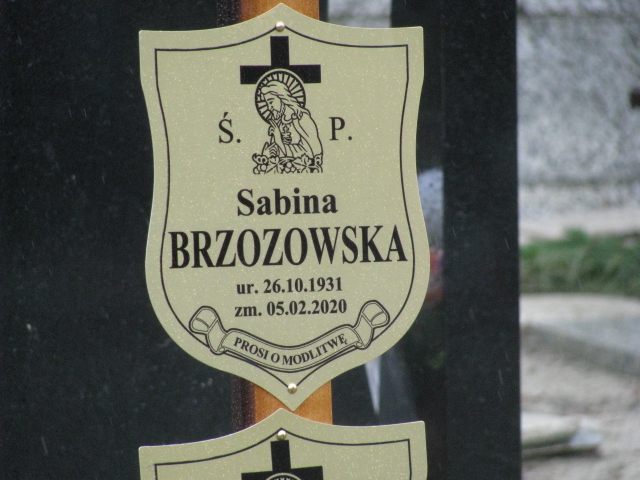 Ś. P.
Sabina
BRZOZOWSKA
ur. 26.10.1931
zm. 05.02.2020
PROSI O MODLITWĘ